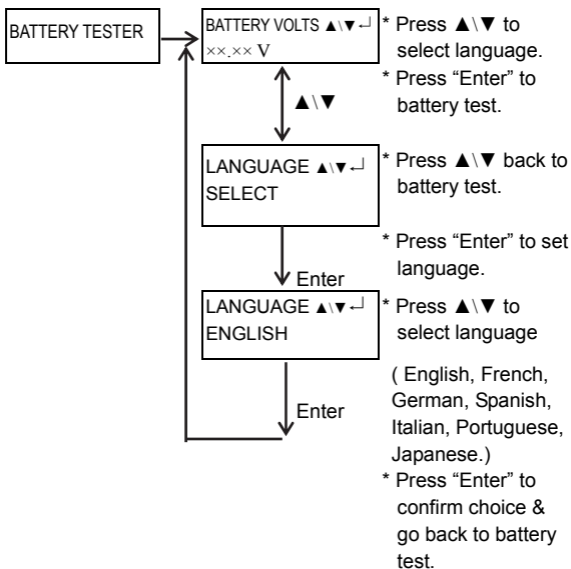 BATTERY TESTER
BATTERY VOLTS ▲\▼↵
××.×× V
* Press ▲\▼ to
select language.
* Press “Enter” to
battery test.
▲\▼
LANGUAGE ▲\▼↵
SELECT
* Press ▲\▼ back to
battery test.
* Press “Enter” to set
language.
Enter
LANGUAGE ▲\▼↵
ENGLISH
* Press ▲\▼ to
select language
( English, French,
German, Spanish,
Italian, Portuguese,
Japanese.)
Enter
* Press “Enter” to
confirm choice &
go back to battery
test.